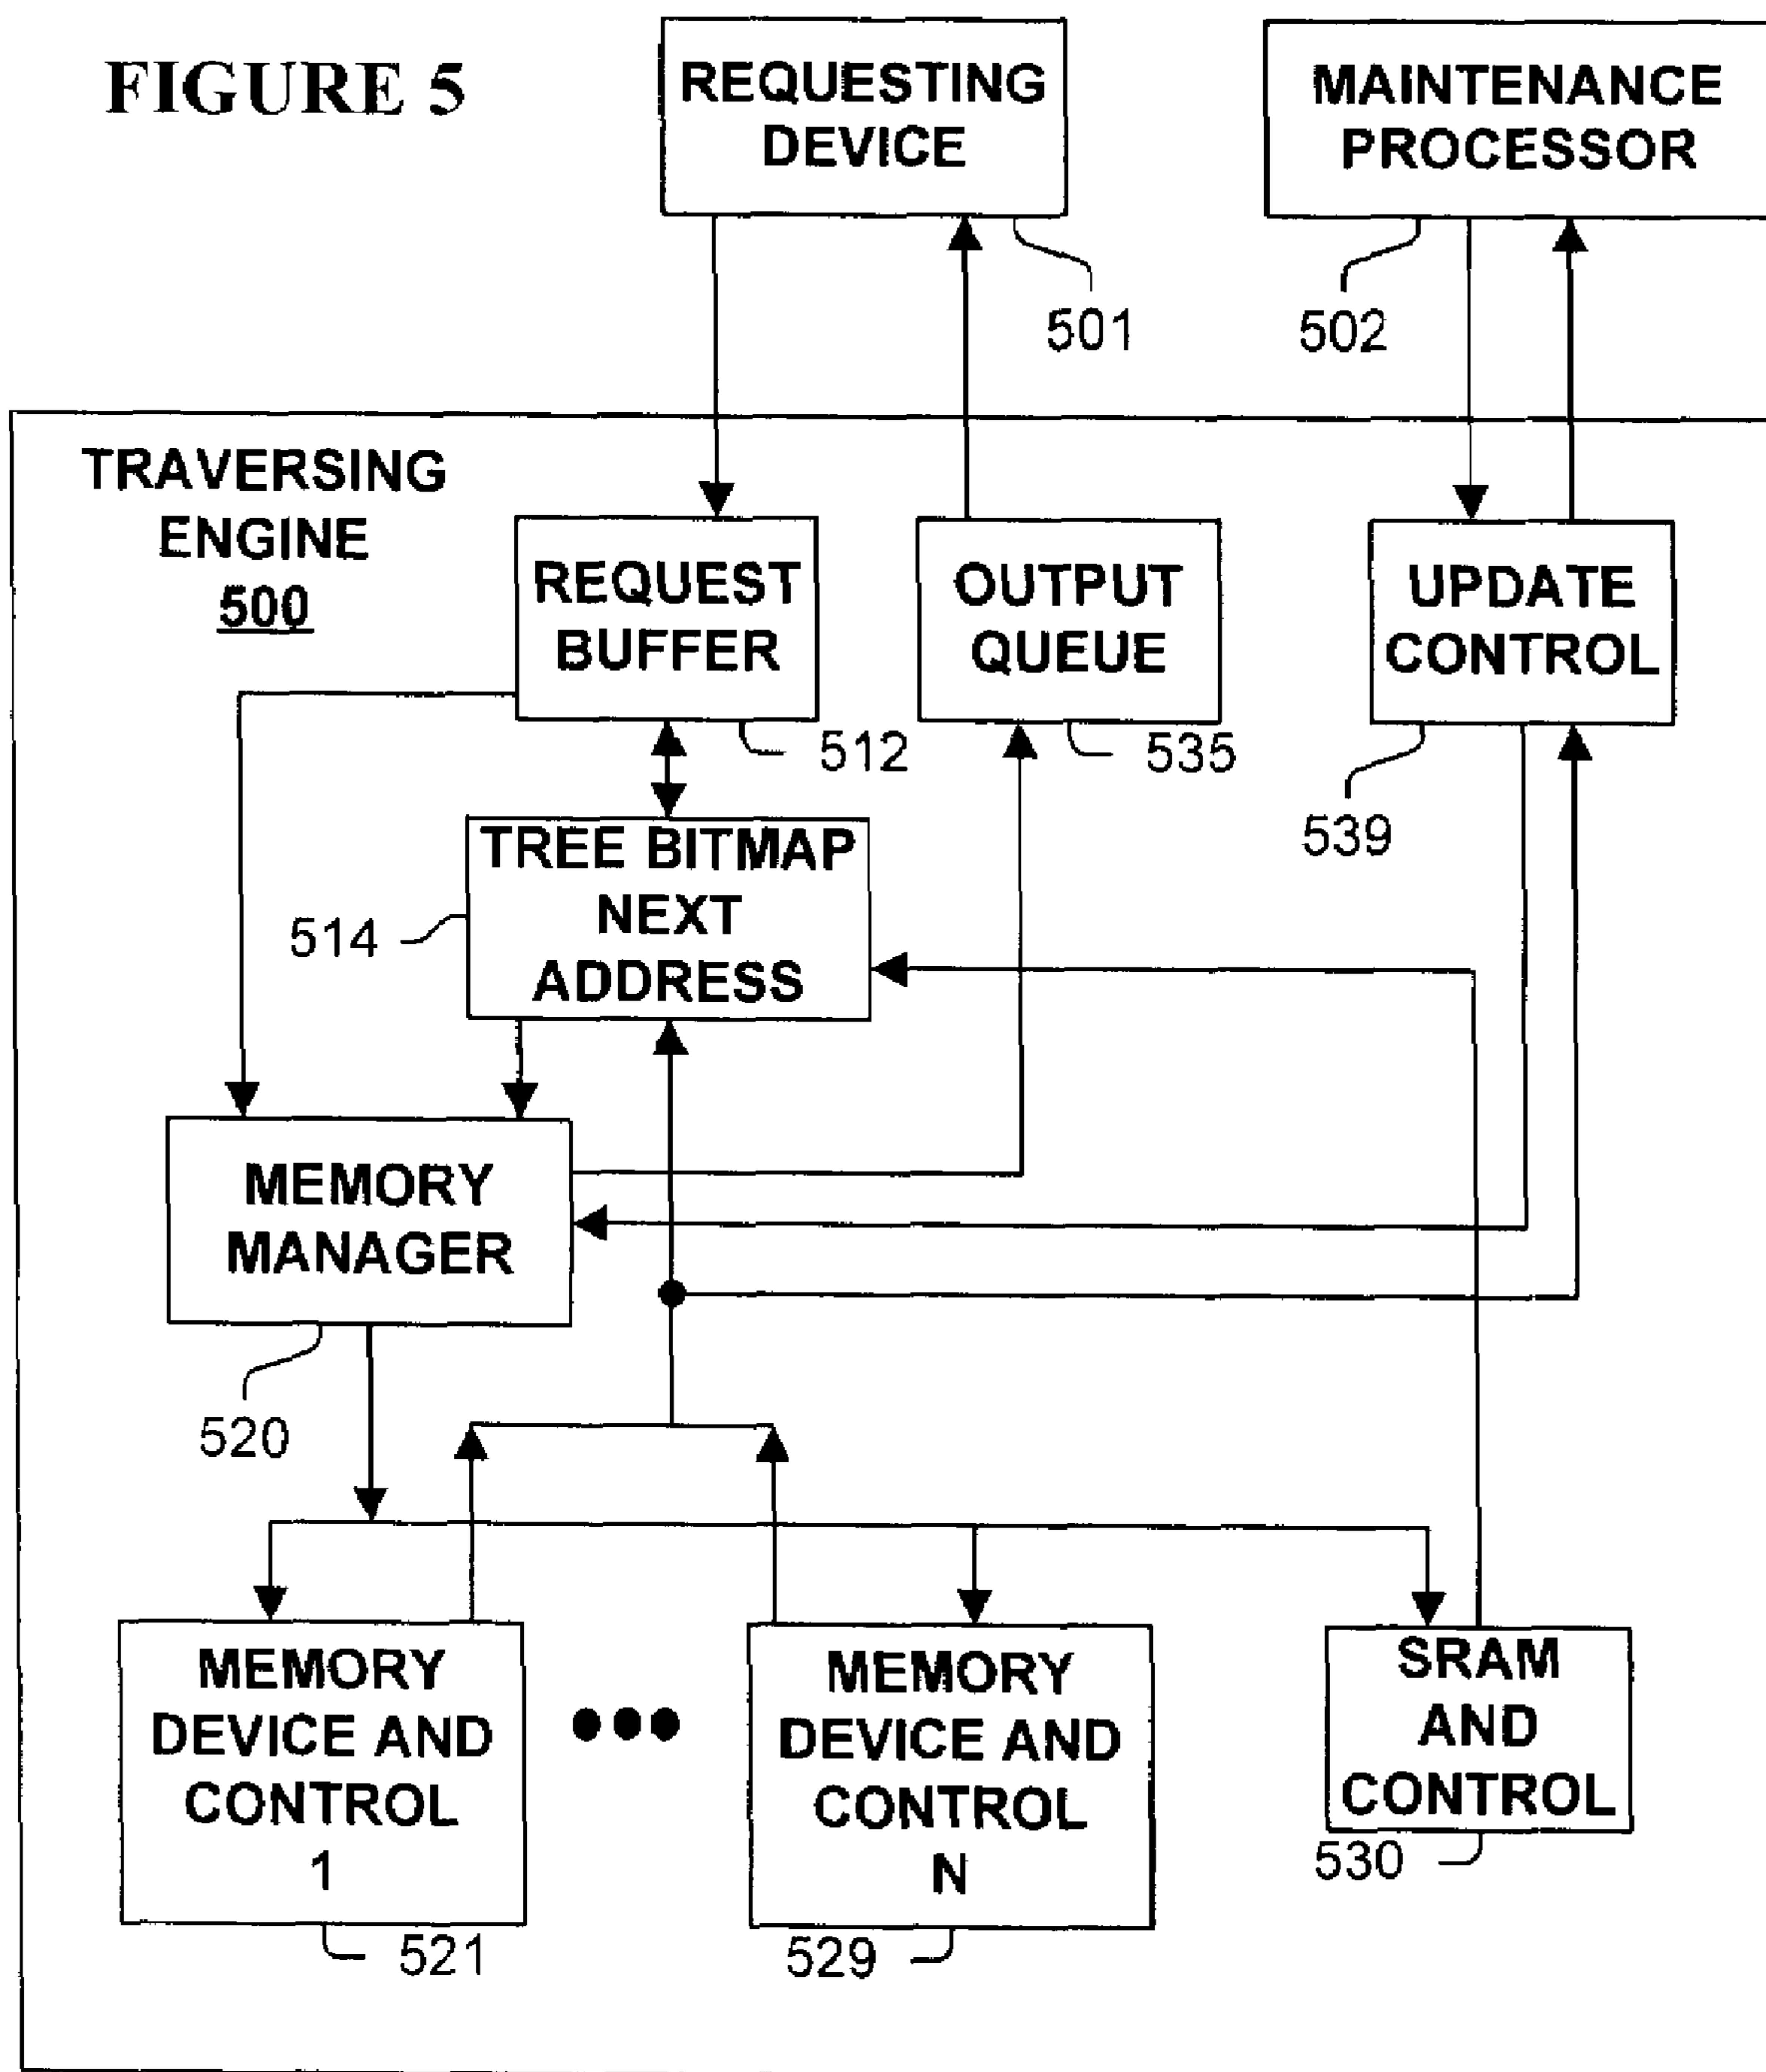 FIGURE 5
REQUESTING
DEVICE
501
MAINTENANCE
PROCESSOR
502
TRAVERSING
ENGINE
500
REQUEST
BUFFER
512
OUTPUT
QUEUE
535
UPDATE
CONTROL
539
TREE BITMAP
NEXT
ADDRESS
514
MEMORY
MANAGER
520
MEMORY
DEVICE AND
CONTROL
1
521
MEMORY
DEVICE AND
CONTROL
N
529
SRAM
AND
CONTROL
530